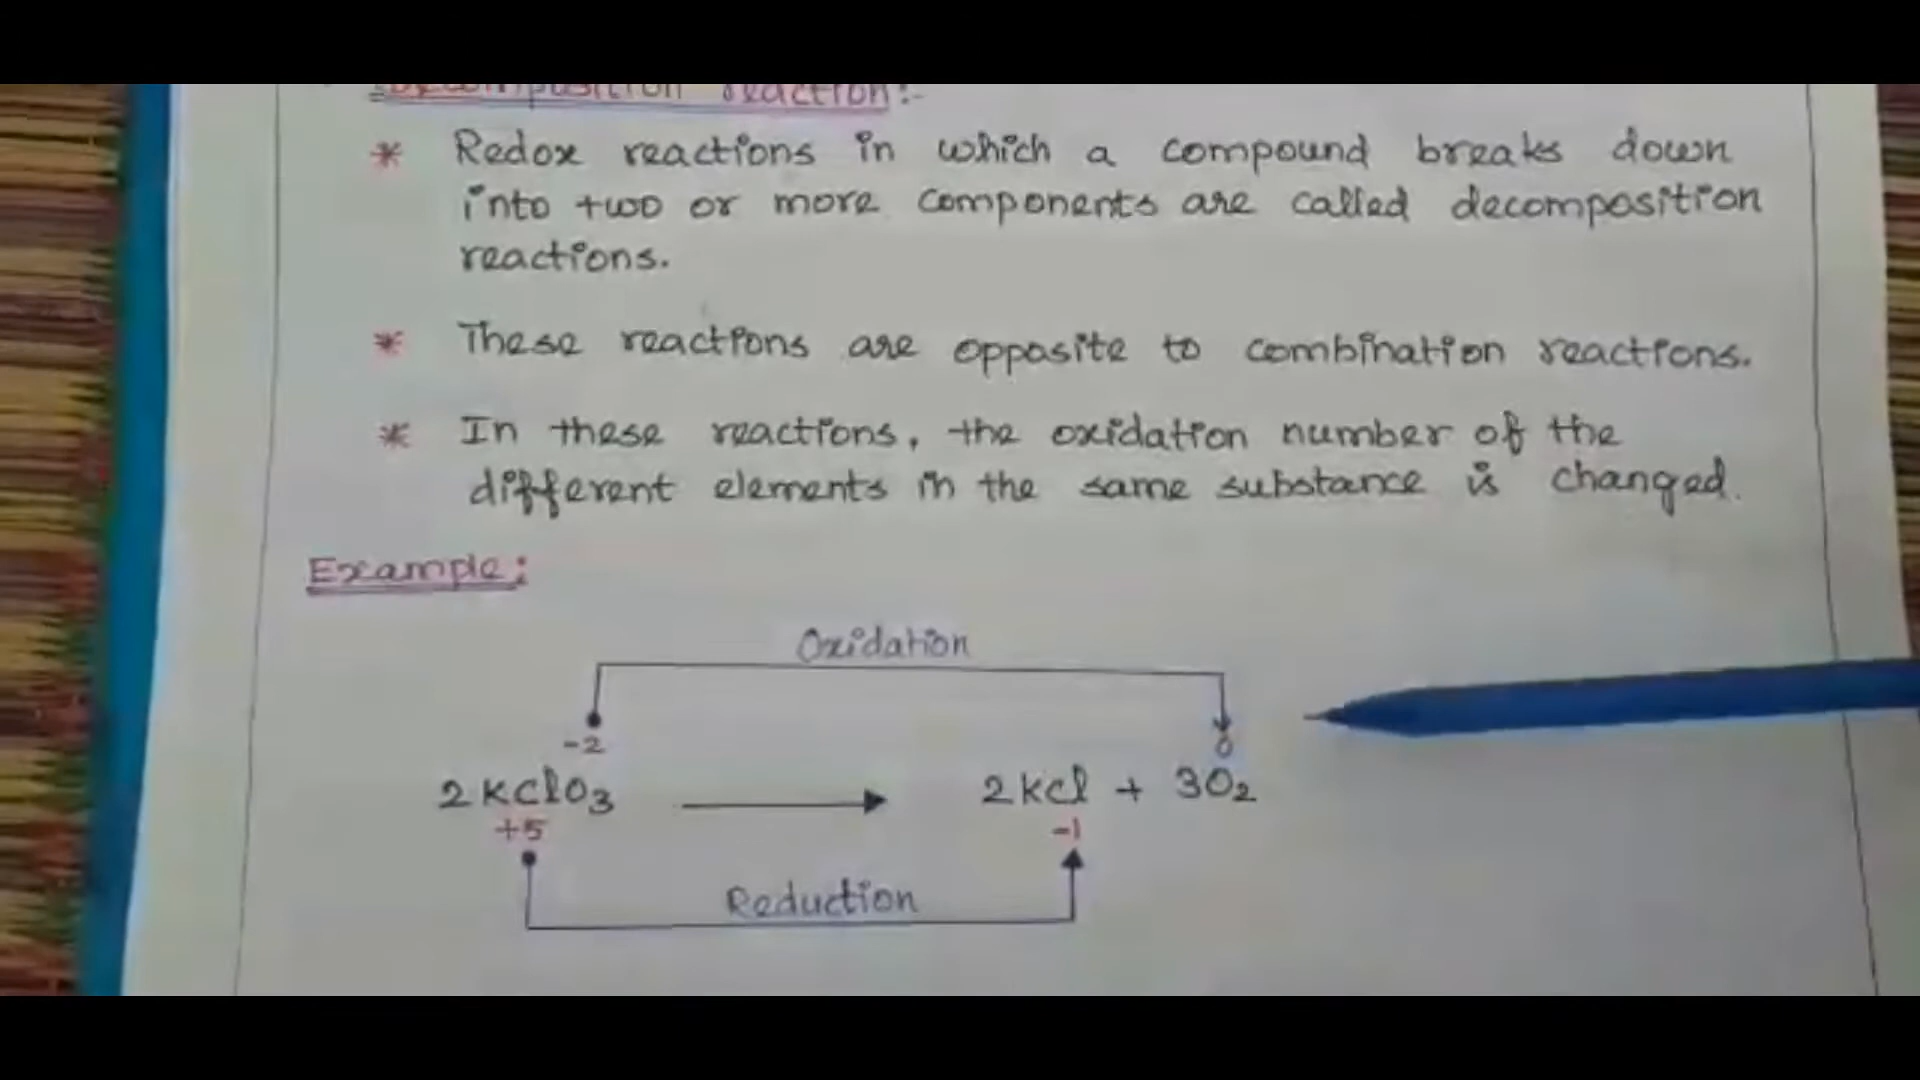 Decomposition reaction:-
* Redox reactions in which a compound breaks down
into two or more components are called decomposition
reactions.
* These reactions are opposite to combination reactions.
* In these reactions, the oxidation number of the
different elements in the same substance is changed.
Example:
Oxidation
-2 0
2KClO3 → 2KCl + 3O2
+5 -1
Reduction